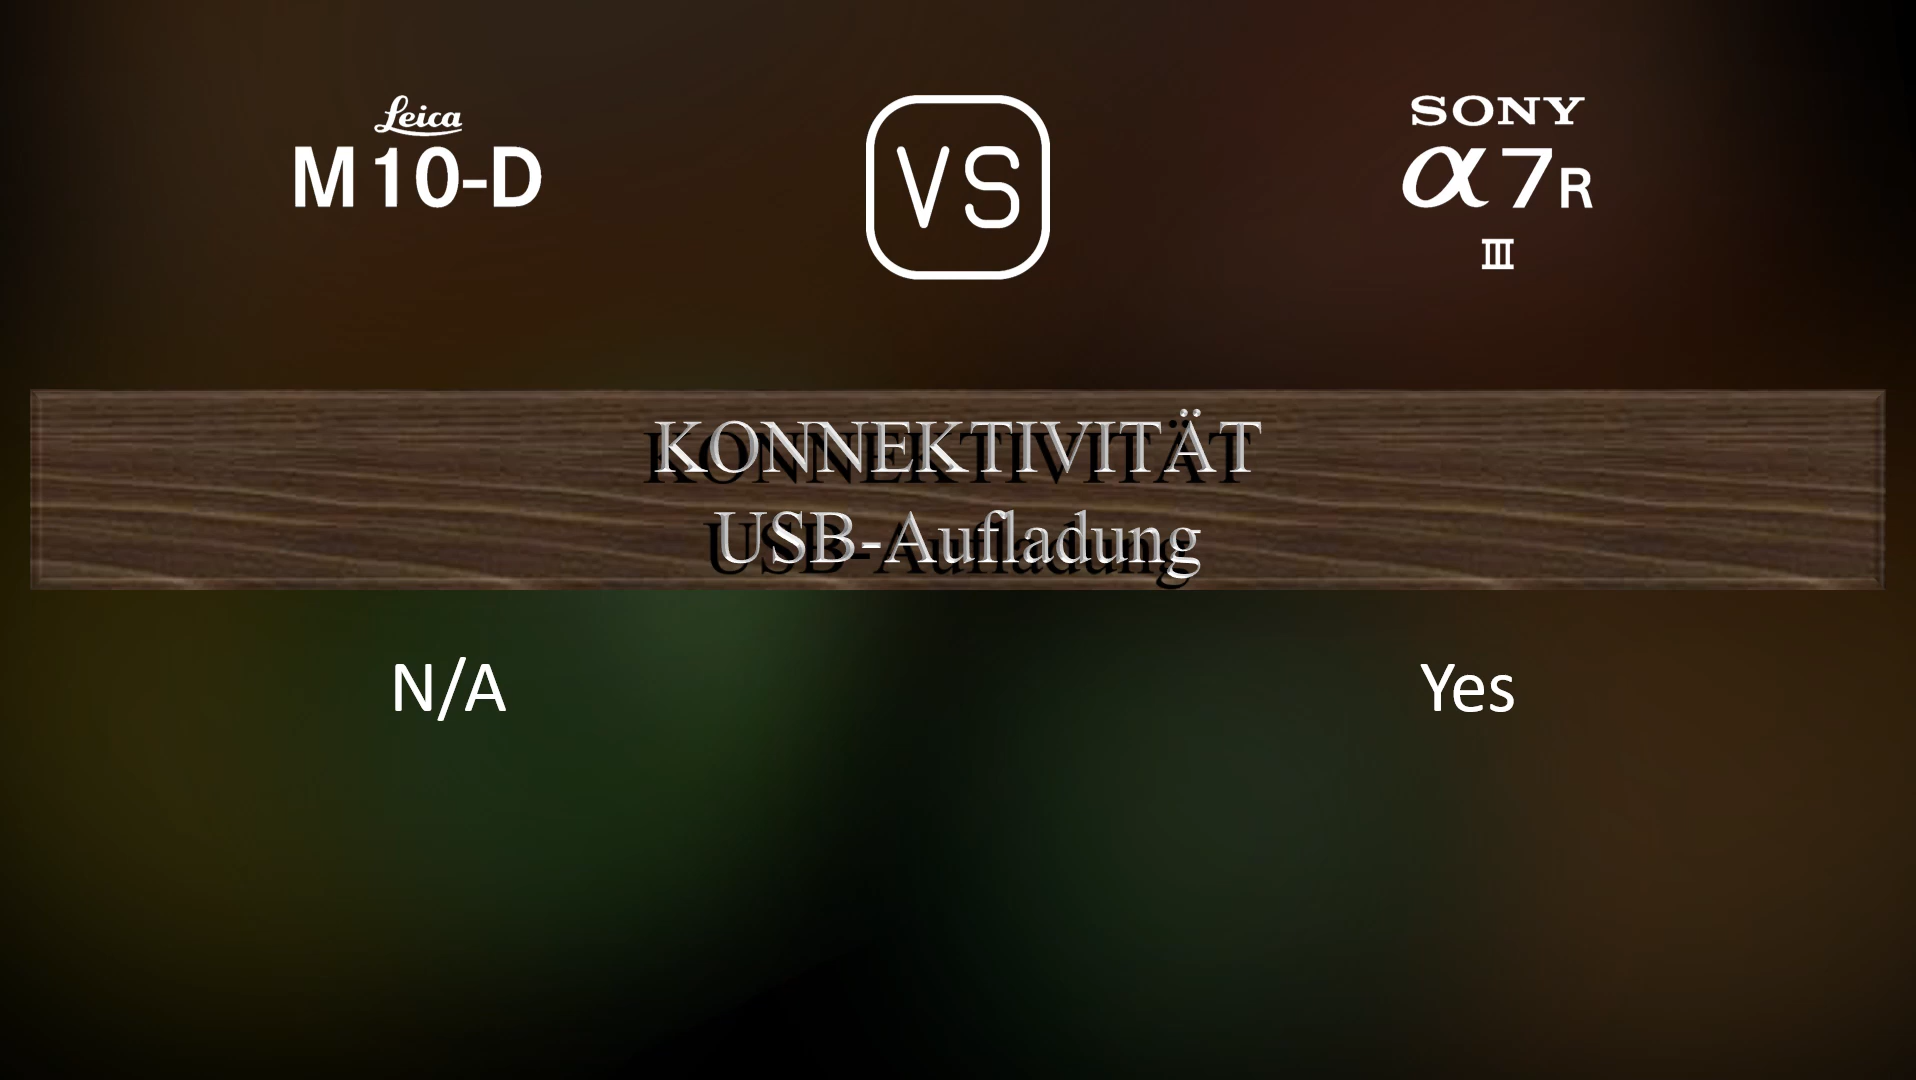 Leica
M10-D
VS
SONY
α7R
III
KONNEKTIVITÄT
USB-Aufladung
N/A
Yes